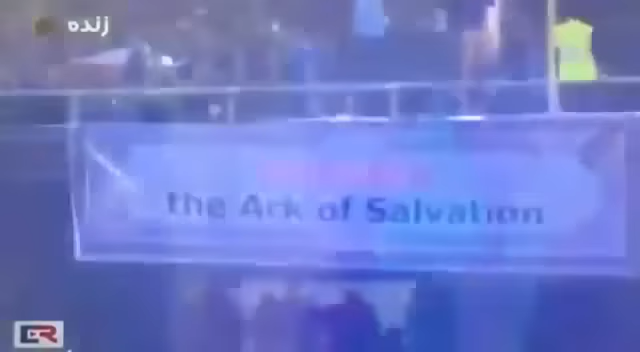 زنده
the Ark of Salvation